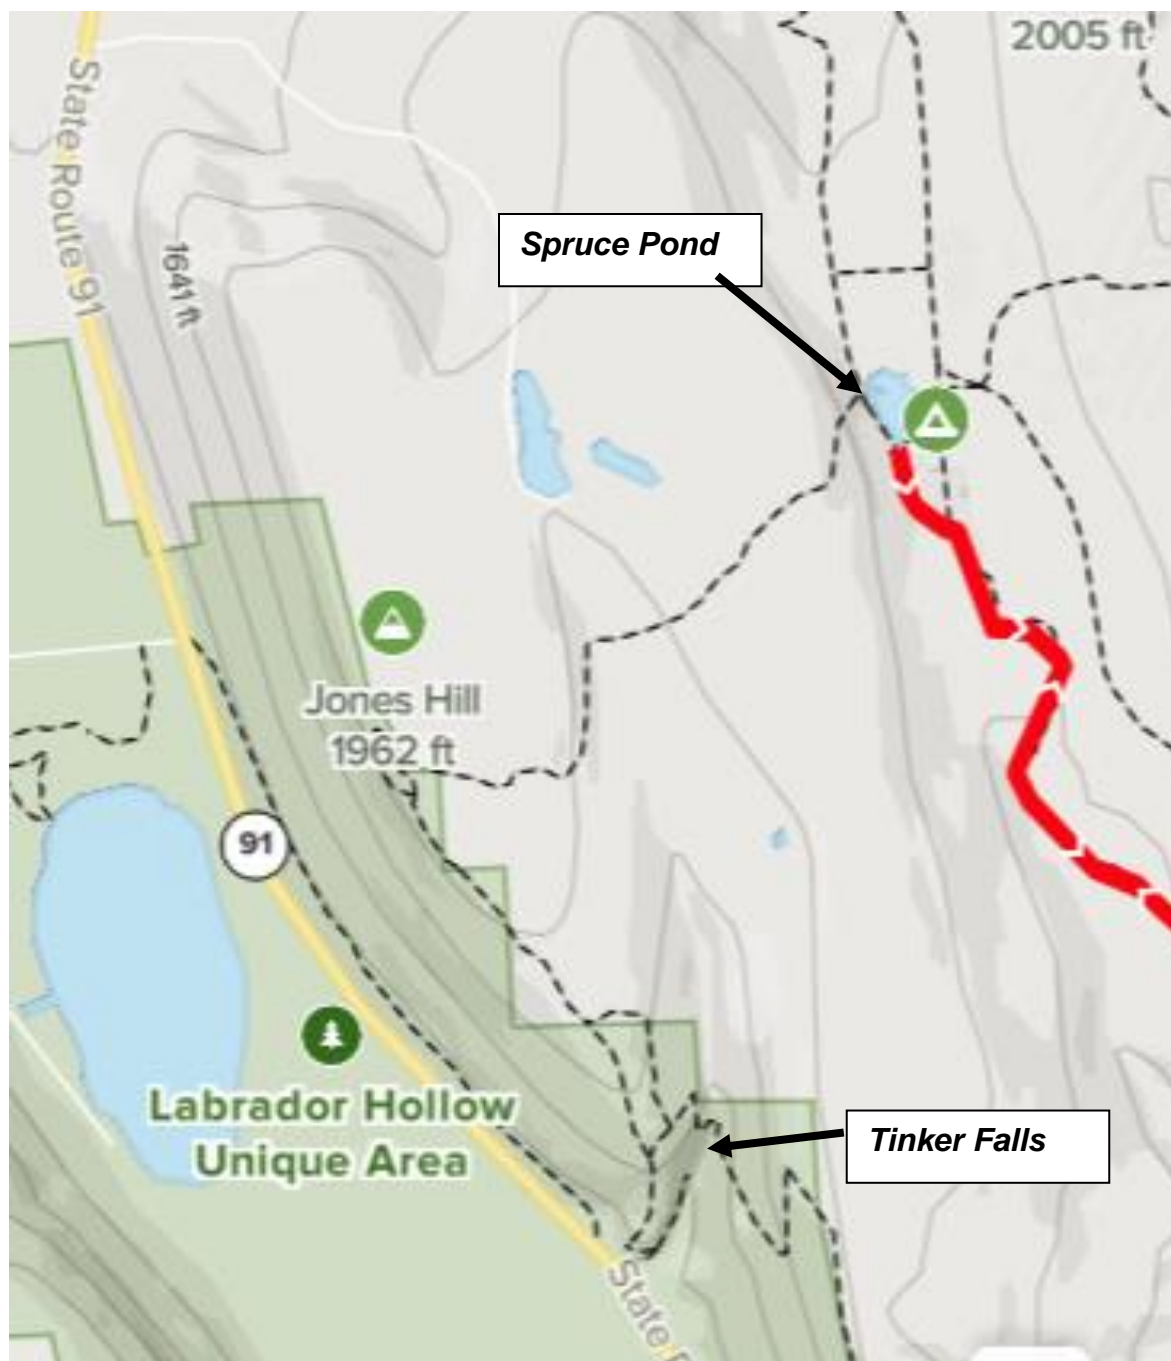 2005 ft
State Route 91
1641 ft
Spruce Pond
Jones Hill
1962 ft
91
Labrador Hollow
Unique Area
Tinker Falls
State